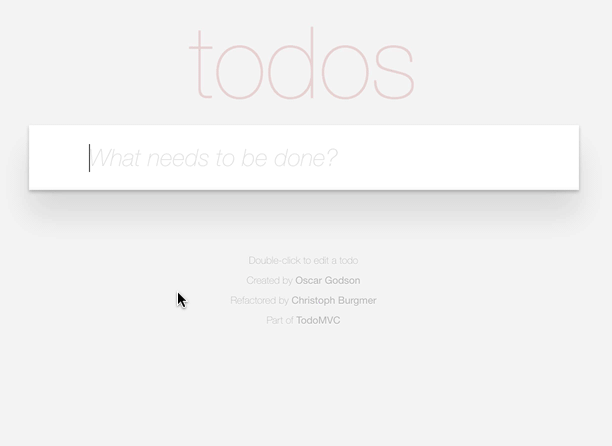 todos
What needs to be done?
Double-click to edit a todo
Created by Oscar Godson
Refactored by Christoph Burgmer
Part of TodoMVC